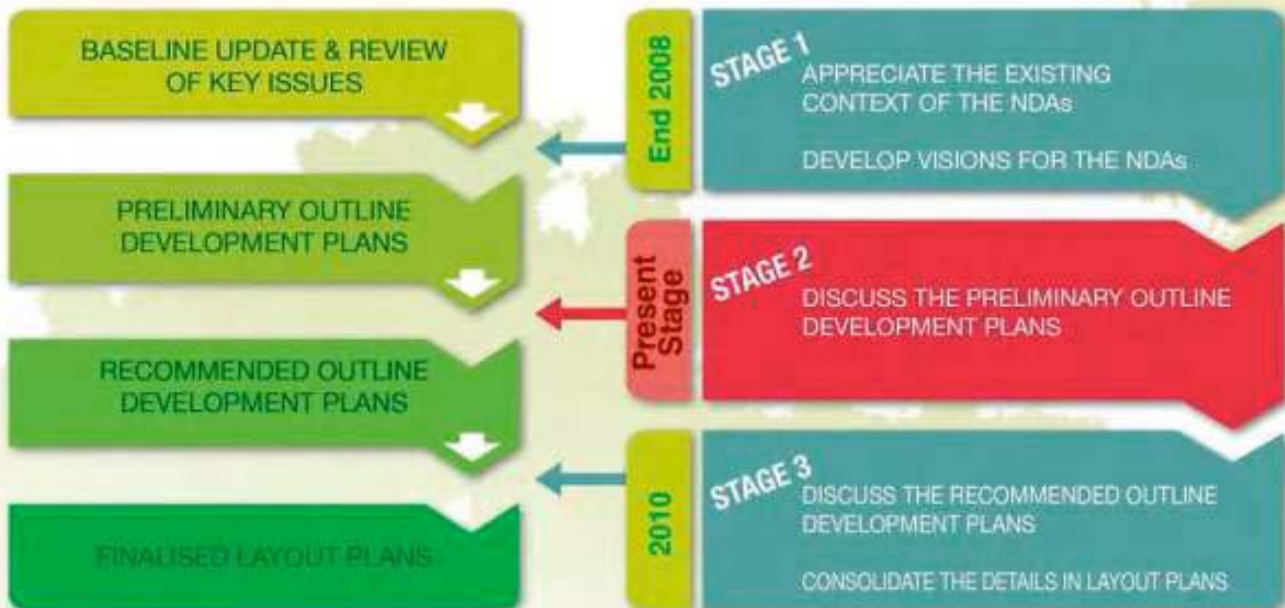 BASELINE UPDATE & REVIEW
OF KEY ISSUES
PRELIMINARY OUTLINE
DEVELOPMENT PLANS
RECOMMENDED OUTLINE
DEVELOPMENT PLANS
FINALISED LAYOUT PLANS
End 2008
STAGE 1
APPRECIATE THE EXISTING
CONTEXT OF THE NDAs
DEVELOP VISIONS FOR THE NDAs
Present
Stage
STAGE 2
DISCUSS THE PRELIMINARY OUTLINE
DEVELOPMENT PLANS
2010
STAGE 3
DISCUSS THE RECOMMENDED OUTLINE
DEVELOPMENT PLANS
CONSOLIDATE THE DETAILS IN LAYOUT PLANS